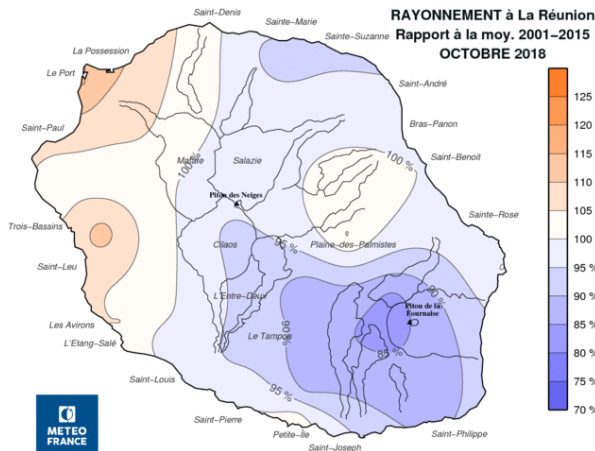 RAYONNEMENT à La Réunion
Rapport à la moy. 2001−2015
OCTOBRE 2018
Saint−Denis
Sainte−Marie
Sainte−Suzanne
La Possession
Le Port
Saint−André
Saint−Paul
Bras−Panon
Saint−Benoit
Mafate
Salazie
100 %
100 %
Piton des Neiges
Sainte−Rose
Trois−Bassins
Cilaos
95 %
Plaine−des−Palmistes
Saint−Leu
90 %
L'Entre−Deux
Piton de la
Fournaise
Les Avirons
Le Tampon
90 %
L'Etang−Salé
85 %
Saint−Louis
95 %
Saint−Pierre
Petite−Île
Saint−Joseph
Saint−Philippe
125
120
115
110
105
100 %
95 %
90 %
85 %
80 %
75 %
70 %
METEO
FRANCE